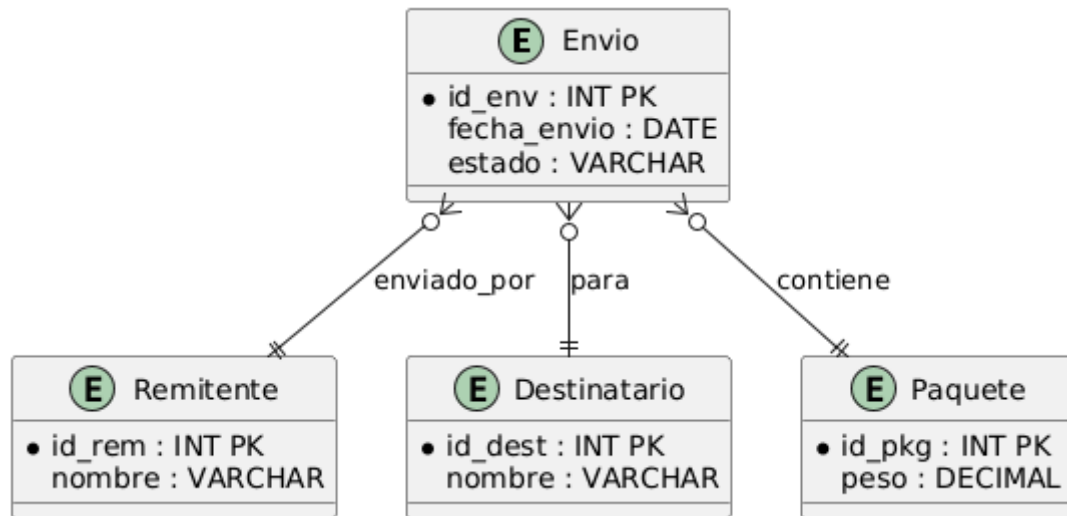 E Envio
id_env : INT PK
fecha_envio : DATE
estado : VARCHAR
enviado_por
para
contiene
E Remitente
id_rem : INT PK
nombre : VARCHAR
E Destinatario
id_dest : INT PK
nombre : VARCHAR
E Paquete
id_pkg : INT PK
peso : DECIMAL